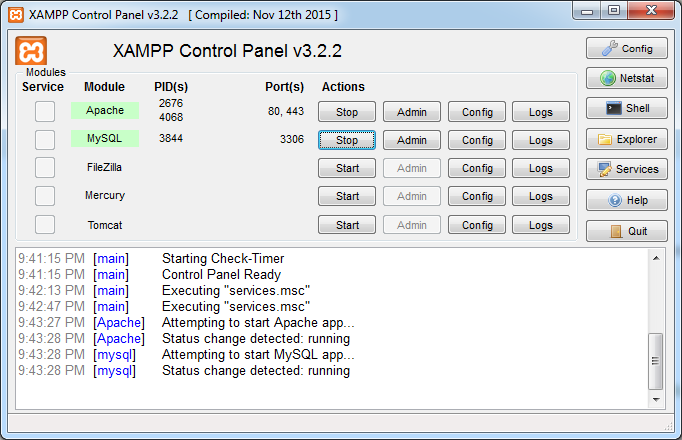 XAMPP Control Panel v3.2.2 [ Compiled: Nov 12th 2015 ]
XAMPP Control Panel v3.2.2
Config
Modules
Service Module PID(s) Port(s) Actions
Netstat
Apache 2676 4068 80, 443 Stop Admin Config Logs
Shell
MySQL 3844 3306 Stop Admin Config Logs
Explorer
FileZilla Start Admin Config Logs
Services
Mercury Start Admin Config Logs
Help
Tomcat Start Admin Config Logs
Quit
9:41:15 PM [main] Starting Check-Timer
9:41:15 PM [main] Control Panel Ready
9:42:13 PM [main] Executing "services.msc"
9:42:47 PM [main] Executing "services.msc"
9:43:27 PM [Apache] Attempting to start Apache app...
9:43:28 PM [Apache] Status change detected: running
9:43:28 PM [mysql] Attempting to start MySQL app...
9:43:28 PM [mysql] Status change detected: running